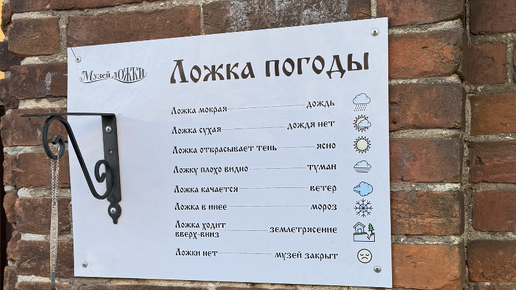 Музей ложки
Ложка погоды
Ложка мокрая дождь
Ложка сухая дождя нет
Ложка отбрасывает тень ясно
Ложку плохо видно туман
Ложка качается ветер
Ложка в инее мороз
Ложка ходит
вверх-вниз землетрясение
Ложки нет музей закрыт